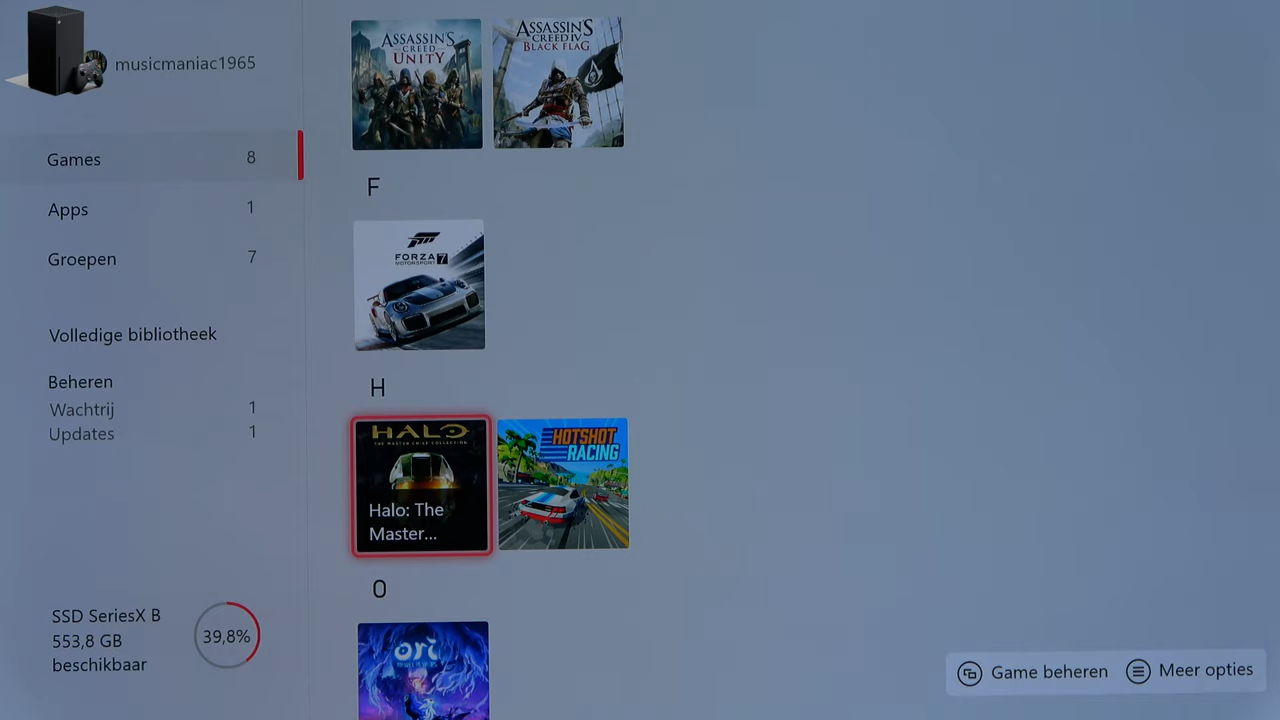 musicmaniac1965
Games 8
Apps 1
Groepen 7
Volledige bibliotheek
Beheren
Wachtrij 1
Updates 1
SSD SeriesX B
553,8 GB
beschikbaar
39,8%
ASSASSIN'S
CREED
UNITY
ASSASSIN'S
CREED IV
BLACK FLAG
F
FORZA
MOTORSPORT 7
H
HALO
THE MASTER CHIEF COLLECTION
Halo: The
Master...
HOTSHOT
RACING
O
ori
Game beheren
Meer opties